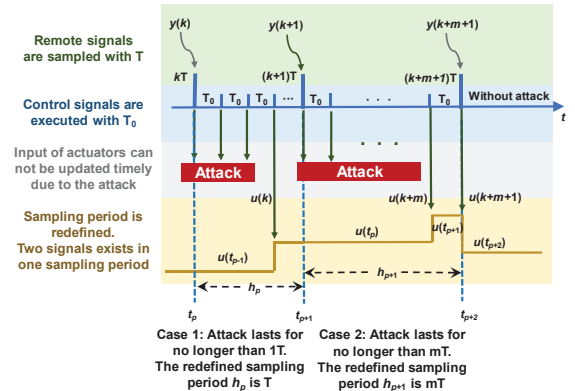 y(k)
y(k+1)
y(k+m+1)
Remote signals
are sampled with T
kT
(k+1)T
(k+m+1)T
Control signals are
executed with T0
T0 T0 T0 ... T0 . . . T0
Without attack
t
Input of actuators can
not be updated timely
due to the attack
. . .
Attack
Attack
u(k)
u(k+m)
u(k+m+1)
Sampling period is
redefined.
Two signals exists in
one sampling period
u(tp-1)
u(tp)
u(tp+1)
u(tp+2)
hp
hp+1
tp
tp+1
tp+2
Case 1: Attack lasts for
no longer than 1T.
The redefined sampling
period hp is T
Case 2: Attack lasts for
no longer than mT.
The redefined sampling
period hp+1 is mT